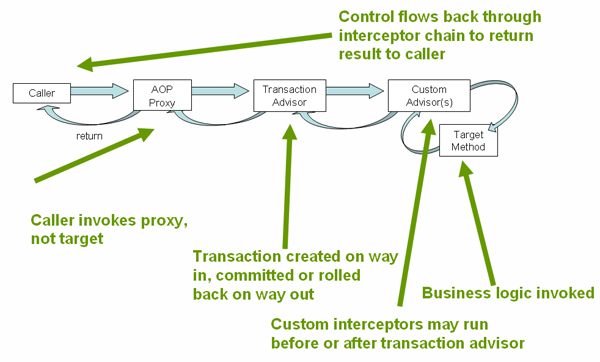 Control flows back through
interceptor chain to return
result to caller
Caller
AOP
Proxy
Transaction
Advisor
Custom
Advisor(s)
return
Target
Method
Caller invokes proxy,
not target
Transaction created on way
in, committed or rolled
back on way out
Business logic invoked
Custom interceptors may run
before or after transaction advisor